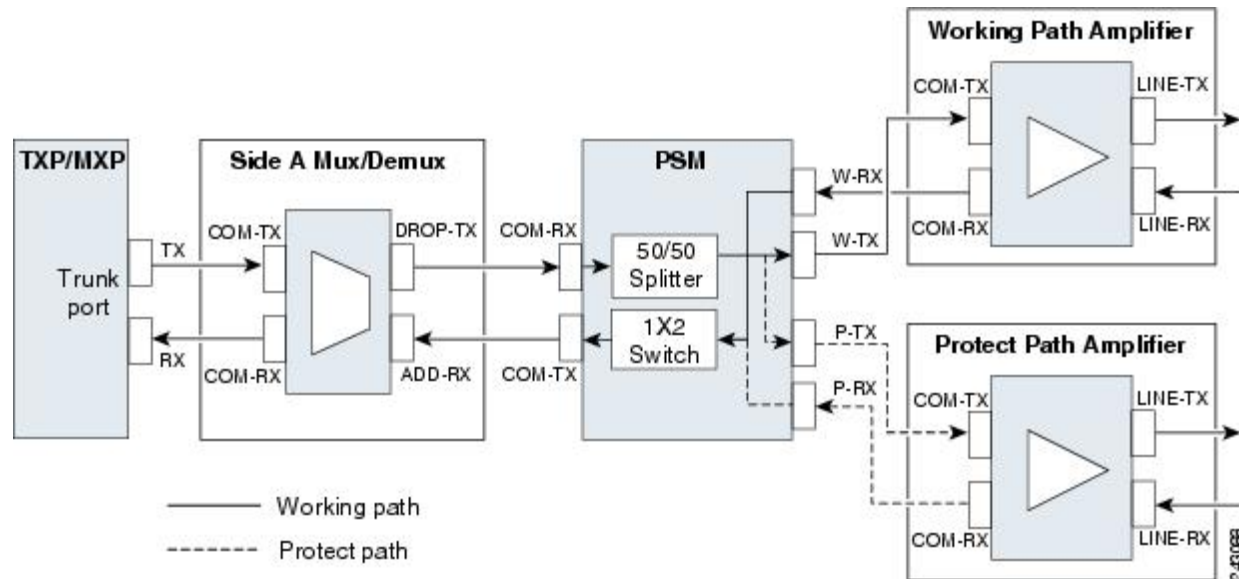 Working Path Amplifier
COM-TX
LINE-TX
COM-RX
LINE-RX
TXP/MXP
Trunk
port
TX
RX
Side A Mux/Demux
COM-TX
DROP-TX
COM-RX
ADD-RX
PSM
COM-RX
50/50
Splitter
1X2
Switch
COM-TX
W-RX
W-TX
P-TX
P-RX
Protect Path Amplifier
COM-TX
LINE-TX
COM-RX
LINE-RX
Working path
Protect path